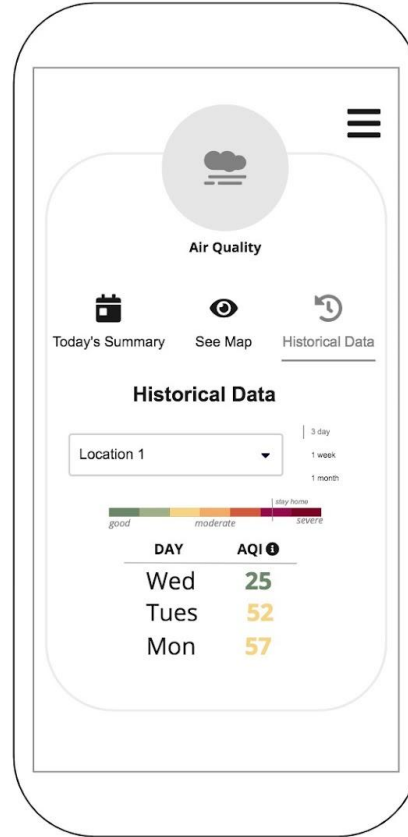 Air Quality
Today's Summary See Map Historical Data
Historical Data
Location 1
3 day
1 week
1 month
stay home
good moderate severe
DAY AQI
Wed 25
Tues 52
Mon 57